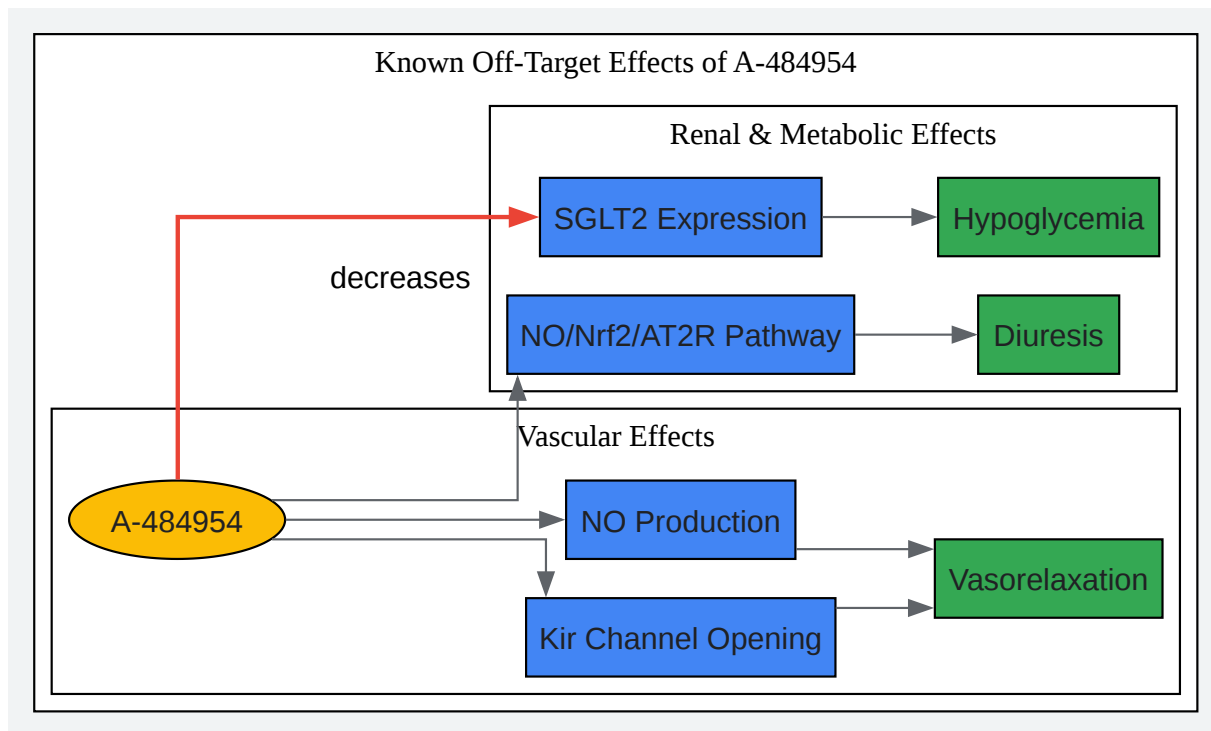 Known Off-Target Effects of A-484954
Renal & Metabolic Effects
SGLT2 Expression
Hypoglycemia
decreases
NO/Nrf2/AT2R Pathway
Diuresis
Vascular Effects
A-484954
NO Production
Vasorelaxation
Kir Channel Opening